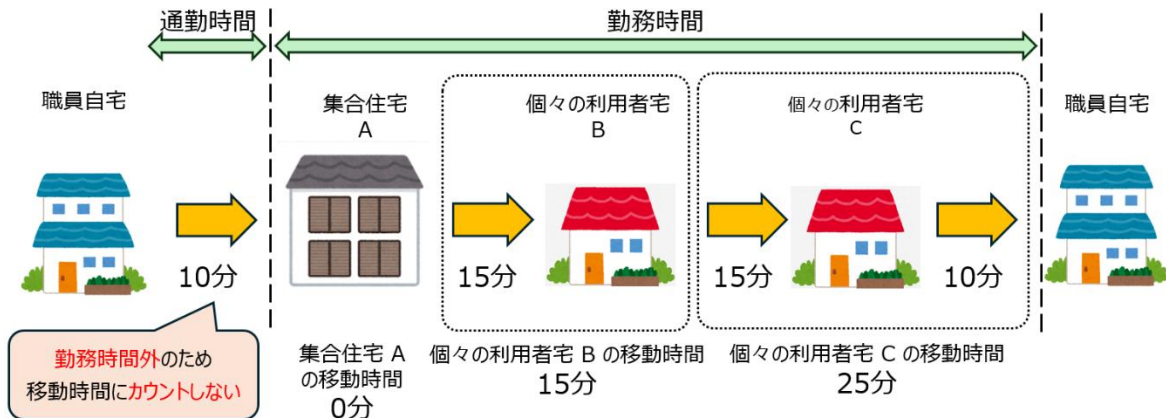 通勤時間
勤務時間
職員自宅
集合住宅
A
個々の利用者宅
B
個々の利用者宅
C
職員自宅
10分
15分
15分
10分
勤務時間外のため
移動時間にカウントしない
集合住宅 A
の移動時間
0分
個々の利用者宅 B の移動時間
15分
個々の利用者宅 C の移動時間
25分